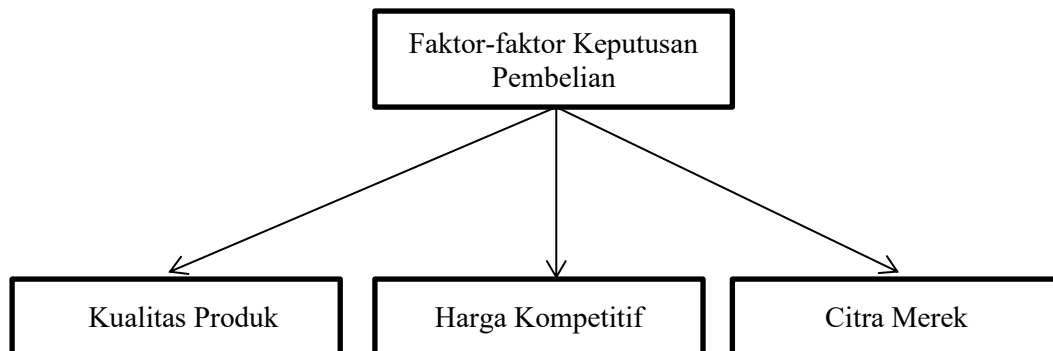 Faktor-faktor Keputusan
Pembelian
Kualitas Produk
Harga Kompetitif
Citra Merek